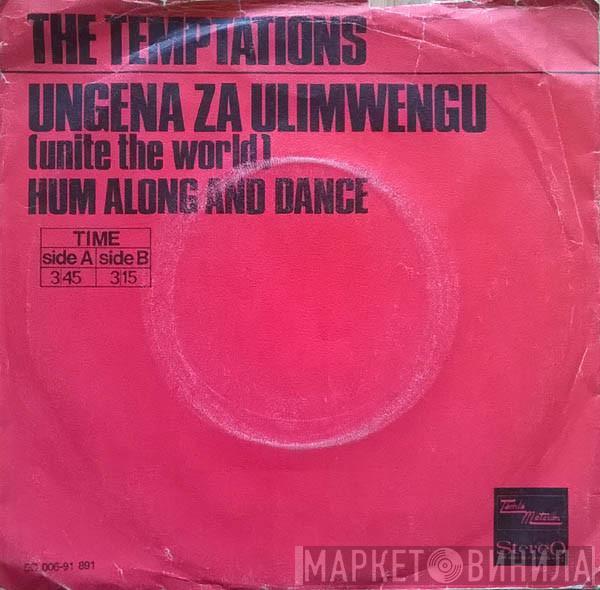 THE TEMPTATIONS
UNGENA ZA ULIMWENGU
(unite the world)
HUM ALONG AND DANCE
TIME
side A side B
3 45 3 15
Tamla
Motown
Stereo
006-91 891
МАРКЕТ ВИНИЛА